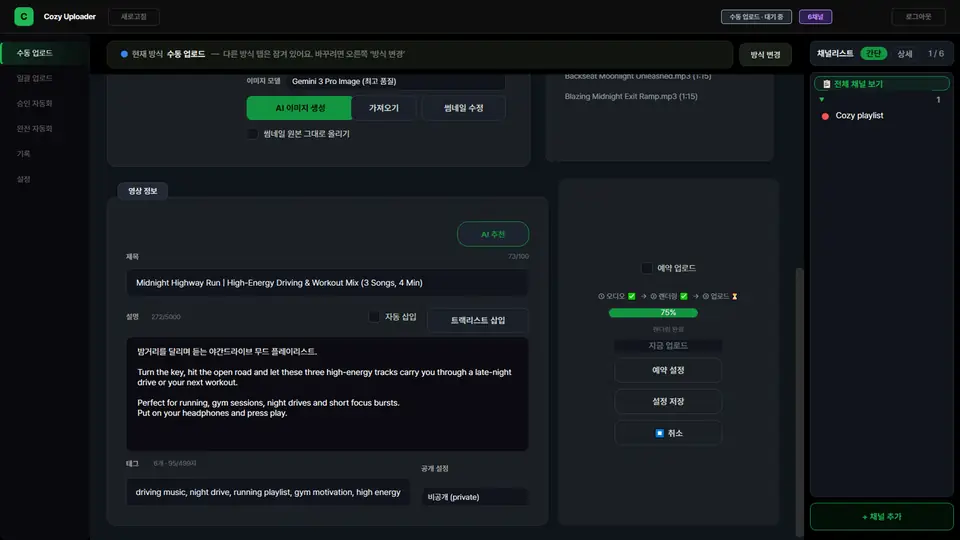 C Cozy Uploader
새로고침
수동 업로드 · 대기 중
6채널
로그아웃
수동 업로드
일괄 업로드
승인 자동화
완전 자동화
기록
설정
현재 방식 수동 업로드 — 다른 방식 탭은 잠겨 있어요. 바꾸려면 오른쪽 '방식 변경'
방식 변경
이미지 모델
Gemini 3 Pro Image (최고 품질)
AI 이미지 생성
가져오기
썸네일 수정
썸네일 원본 그대로 올리기
Backseat Moonlight Unleashed.mp3 (1:15)
Blazing Midnight Exit Ramp.mp3 (1:15)
영상 정보
AI 추천
제목
73/100
Midnight Highway Run | High-Energy Driving & Workout Mix (3 Songs, 4 Min)
설명
272/5000
자동 삽입
트랙리스트 삽입
밤거리를 달리며 듣는 야간드라이브 무드 플레이리스트.
Turn the key, hit the open road and let these three high-energy tracks carry you through a late-night
drive or your next workout.
Perfect for running, gym sessions, night drives and short focus bursts.
Put on your headphones and press play.
태그
6개 · 95/499자
공개 설정
driving music, night drive, running playlist, gym motivation, high energy
비공개 (private)
예약 업로드
① 오디오 ✅ → ② 렌더링 ✅ → ③ 업로드 ⏳
75%
렌더링 완료
지금 업로드
예약 설정
설정 저장
취소
채널리스트
간단
상세
1 / 6
전체 채널 보기
▼
1
Cozy playlist
+ 채널 추가